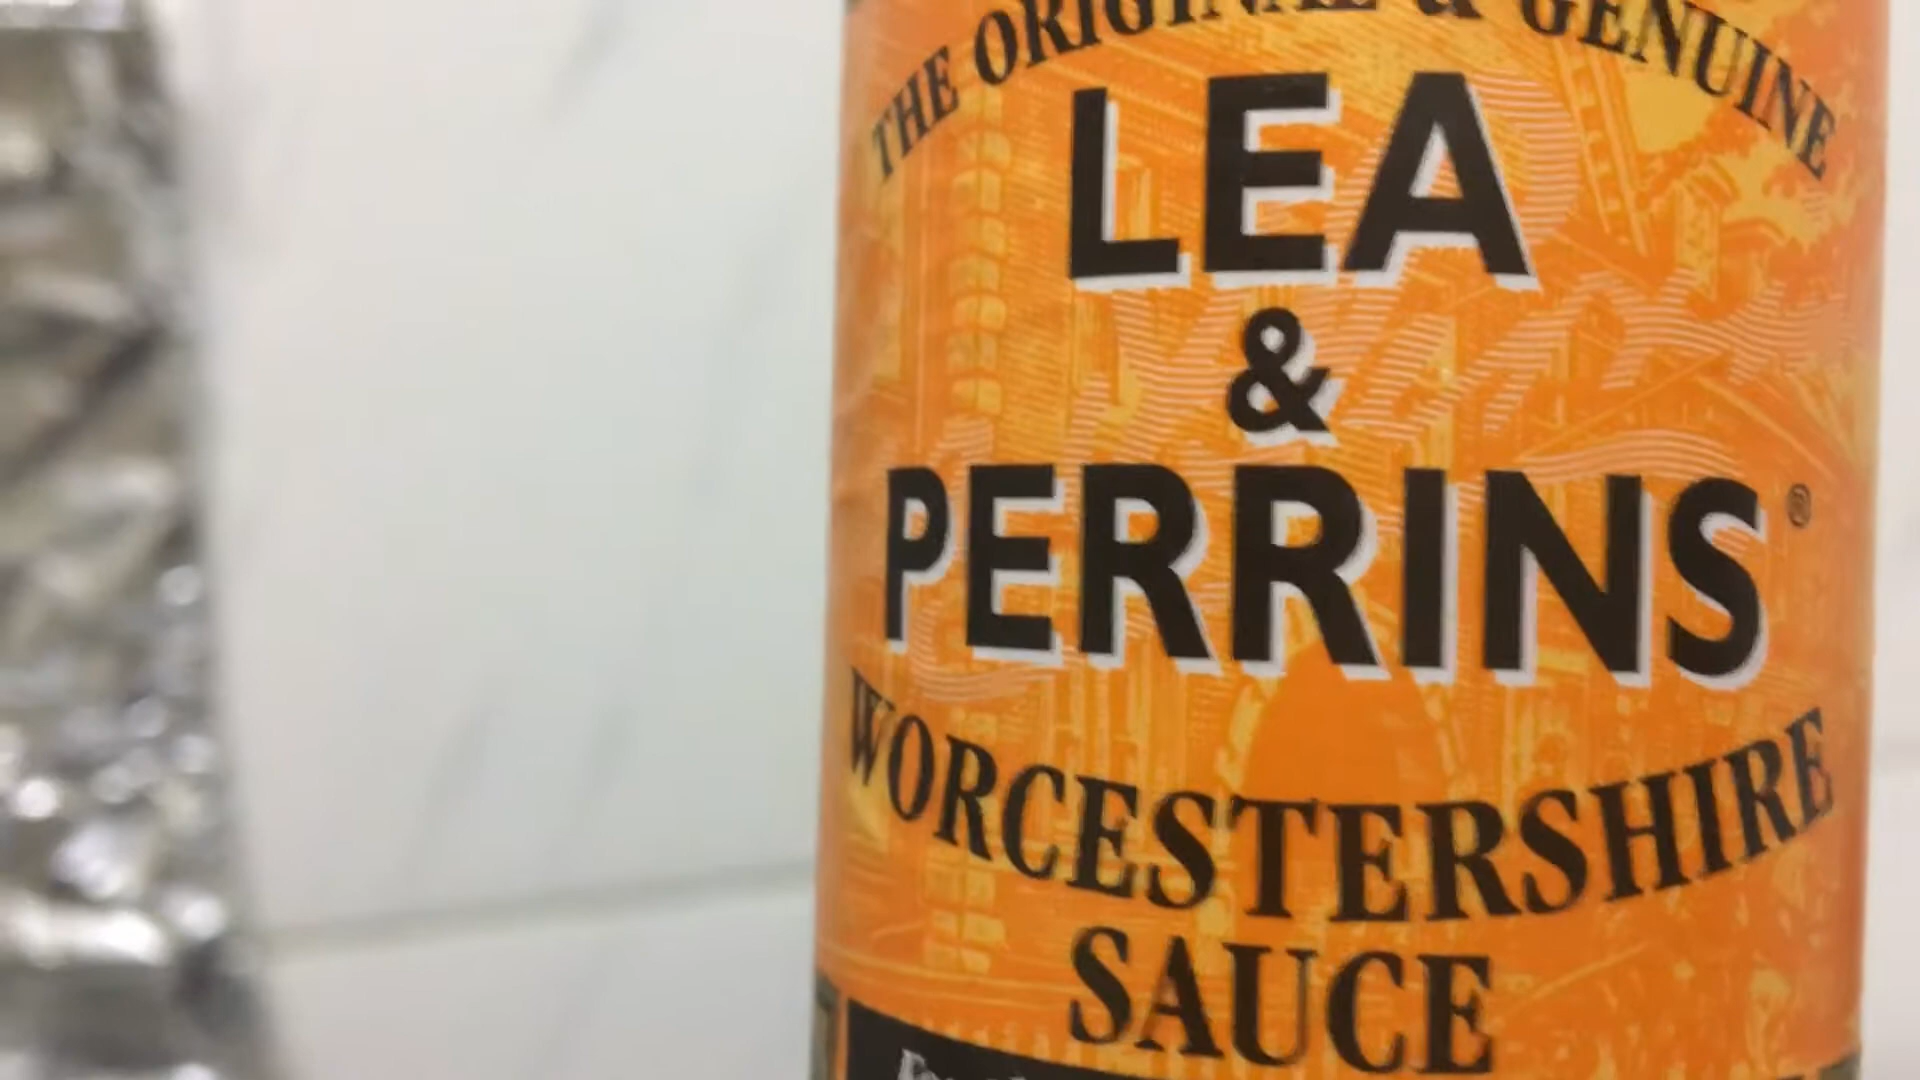 THE ORIGINAL & GENUINE
LEA
&
PERRINS®
WORCESTERSHIRE
SAUCE